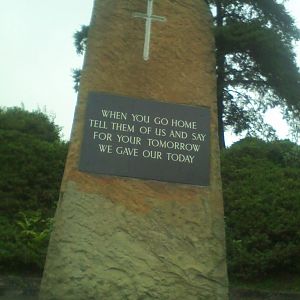 WHEN YOU GO HOME
TELL THEM OF US AND SAY
FOR YOUR TOMORROW
WE GAVE OUR TODAY